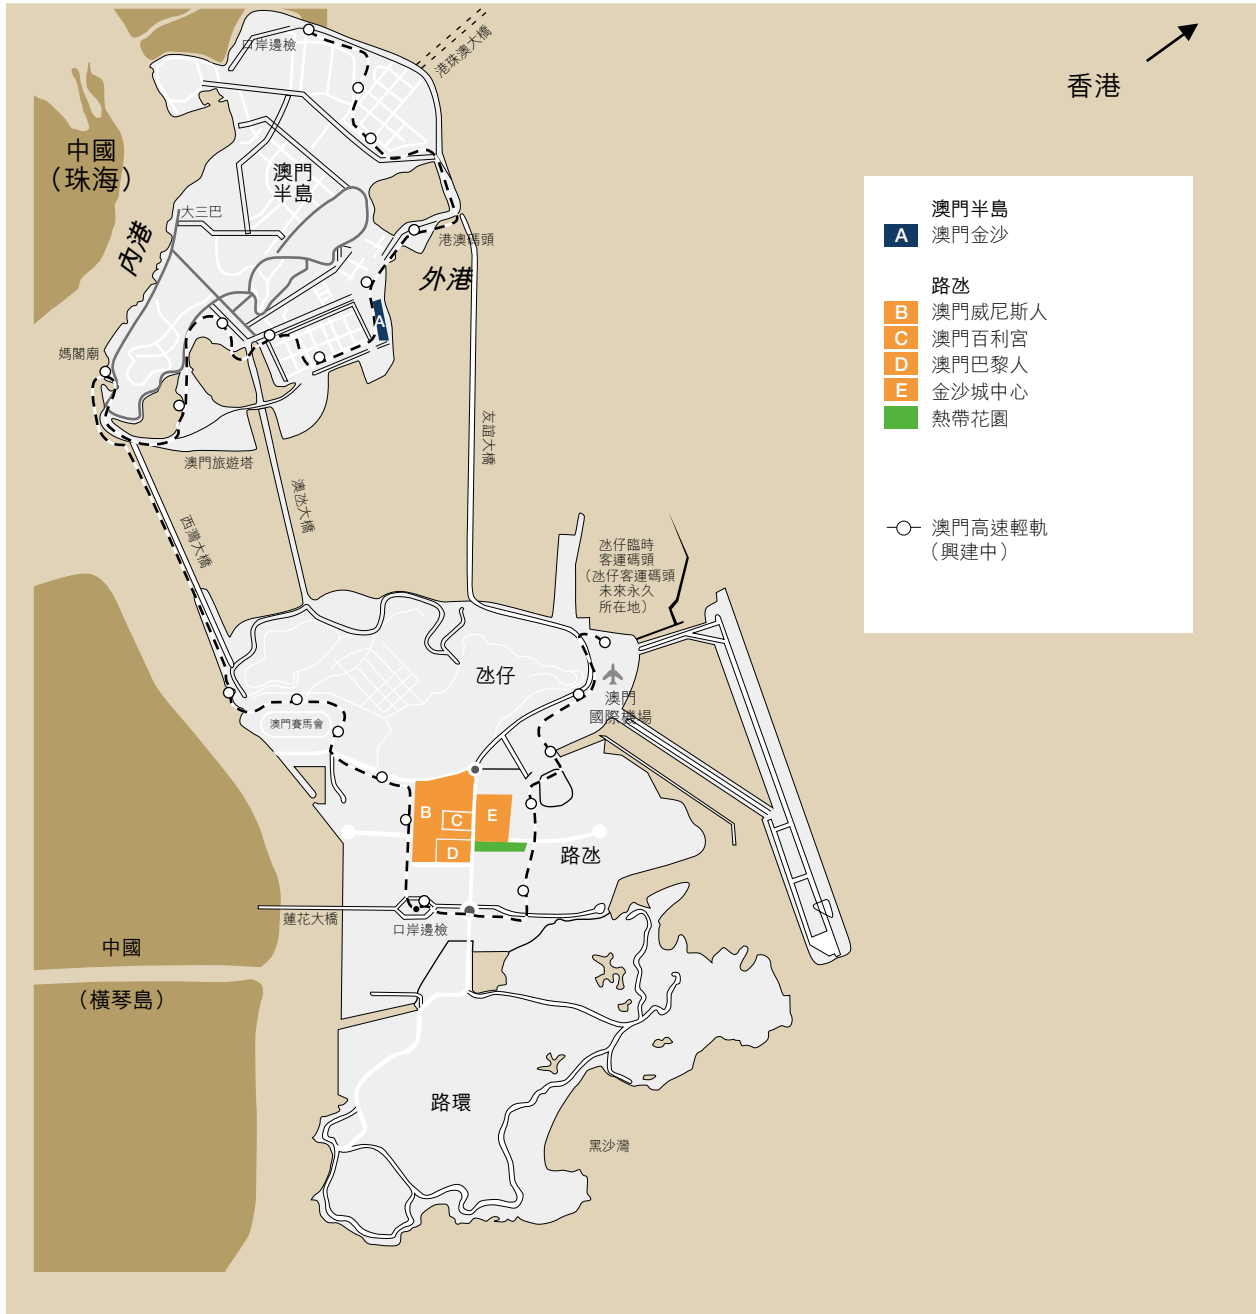 口岸邊檢
港珠澳大橋
香港
中國
（珠海）
澳門
半島
大三巴
內港
港澳碼頭
外港
A
媽閣廟
澳門旅遊塔
澳氹大橋
友誼大橋
西灣大橋
澳門半島
A 澳門金沙
路氹
B 澳門威尼斯人
C 澳門百利宮
D 澳門巴黎人
E 金沙城中心
熱帶花園
澳門高速輕軌
（興建中）
氹仔臨時
客運碼頭
（氹仔客運碼頭
未來永久
所在地）
氹仔
澳門
國際機場
澳門賽馬會
B
C
E
D
路氹
蓮花大橋
口岸邊檢
中國
（橫琴島）
路環
黑沙灣